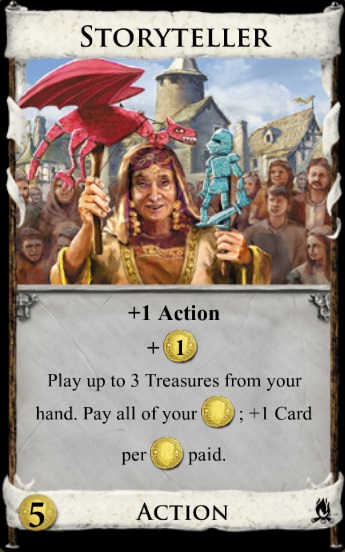 STORYTELLER
+1 Action
+ 1
Play up to 3 Treasures from your
hand. Pay all of your ; +1 Card
per paid.
5 ACTION